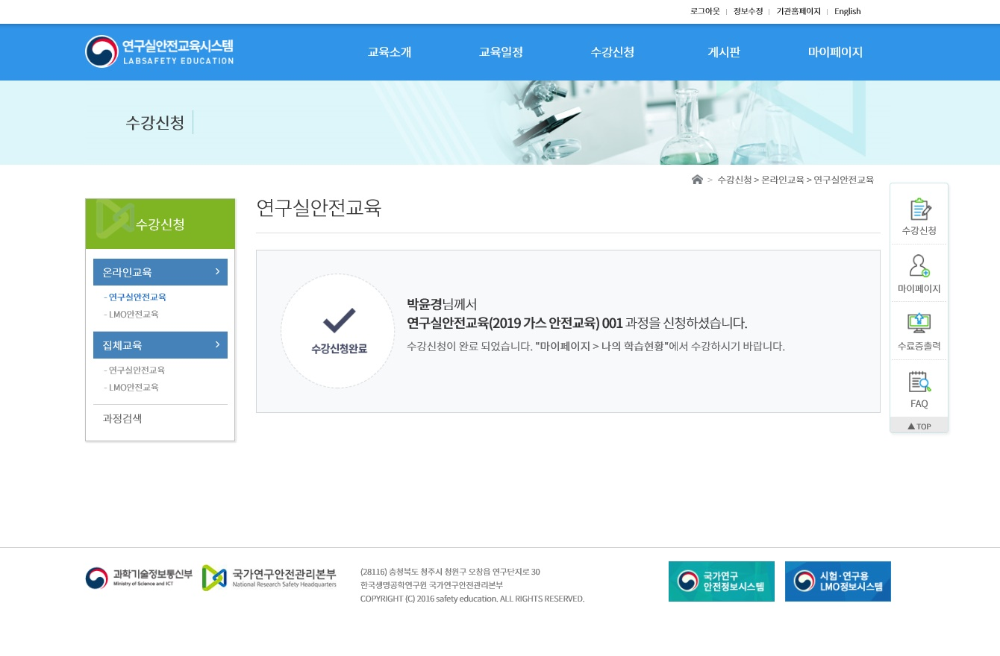 로그아웃 | 정보수정 | 기관홈페이지 | English
연구실안전교육시스템
LABSAFETY EDUCATION
교육소개 교육일정 수강신청 게시판 마이페이지
수강신청
> 수강신청 > 온라인교육 > 연구실안전교육
수강신청
온라인교육 >
- 연구실안전교육
- LMO안전교육
집체교육 >
- 연구실안전교육
- LMO안전교육
과정검색
연구실안전교육
수강신청완료
박윤경님께서
연구실안전교육(2019 가스 안전교육) 001 과정을 신청하셨습니다.
수강신청이 완료 되었습니다. "마이페이지 > 나의 학습현황"에서 수강하시기 바랍니다.
수강신청
마이페이지
수료증출력
FAQ
▲ TOP
과학기술정보통신부
Ministry of Science and ICT
국가연구안전관리본부
National Research Safety Headquarters
(28116) 충청북도 청주시 청원구 오창읍 연구단지로 30
한국생명공학연구원 국가연구안전관리본부
COPYRIGHT (C) 2016 safety education. ALL RIGHTS RESERVED.
국가연구
안전정보시스템
시험·연구용
LMO정보시스템